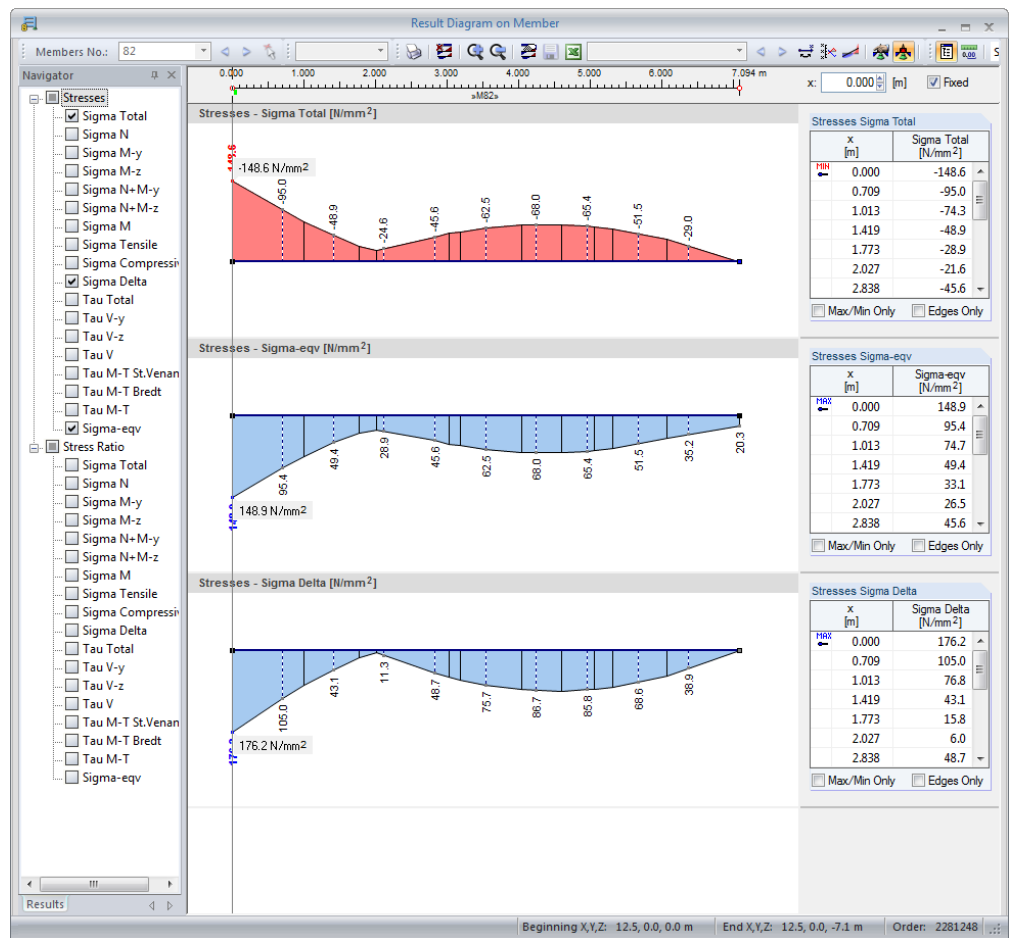 Result Diagram on Member
Members No.: 82
0.00
S
Navigator
Stresses
Sigma Total
Sigma N
Sigma M-y
Sigma M-z
Sigma N+M-y
Sigma N+M-z
Sigma M
Sigma Tensile
Sigma Compressiv
Sigma Delta
Tau Total
Tau V-y
Tau V-z
Tau V
Tau M-T St.Venan
Tau M-T Bredt
Tau M-T
Sigma-eqv
Stress Ratio
Sigma Total
Sigma N
Sigma M-y
Sigma M-z
Sigma N+M-y
Sigma N+M-z
Sigma M
Sigma Tensile
Sigma Compressiv
Sigma Delta
Tau Total
Tau V-y
Tau V-z
Tau V
Tau M-T St.Venan
Tau M-T Bredt
Tau M-T
Sigma-eqv
Results
0.000 1.000 2.000 3.000 4.000 5.000 6.000 7.094 m
»M82»
x: 0.000 [m] Fixed
Stresses - Sigma Total [N/mm2]
-148.6 N/mm2
-95.0
-48.9
-24.6
-45.6
-62.5
-68.0
-65.4
-51.5
-29.0
Stresses Sigma Total
x Sigma Total
[m] [N/mm2]
MIN 0.000 -148.6
0.709 -95.0
1.013 -74.3
1.419 -48.9
1.773 -28.9
2.027 -21.6
2.838 -45.6
Max/Min Only Edges Only
Stresses - Sigma-eqv [N/mm2]
148.9 N/mm2
95.4
49.4
28.9
45.6
62.5
68.0
65.4
51.5
35.2
20.3
Stresses Sigma-eqv
x Sigma-eqv
[m] [N/mm2]
MAX 0.000 148.9
0.709 95.4
1.013 74.7
1.419 49.4
1.773 33.1
2.027 26.5
2.838 45.6
Max/Min Only Edges Only
Stresses - Sigma Delta [N/mm2]
176.2 N/mm2
105.0
43.1
11.3
48.7
75.7
86.7
85.8
68.6
38.9
Stresses Sigma Delta
x Sigma Delta
[m] [N/mm2]
MAX 0.000 176.2
0.709 105.0
1.013 76.8
1.419 43.1
1.773 15.8
2.027 6.0
2.838 48.7
Max/Min Only Edges Only
Beginning X,Y,Z: 12.5, 0.0, 0.0 m End X,Y,Z: 12.5, 0.0, -7.1 m Order: 2281248